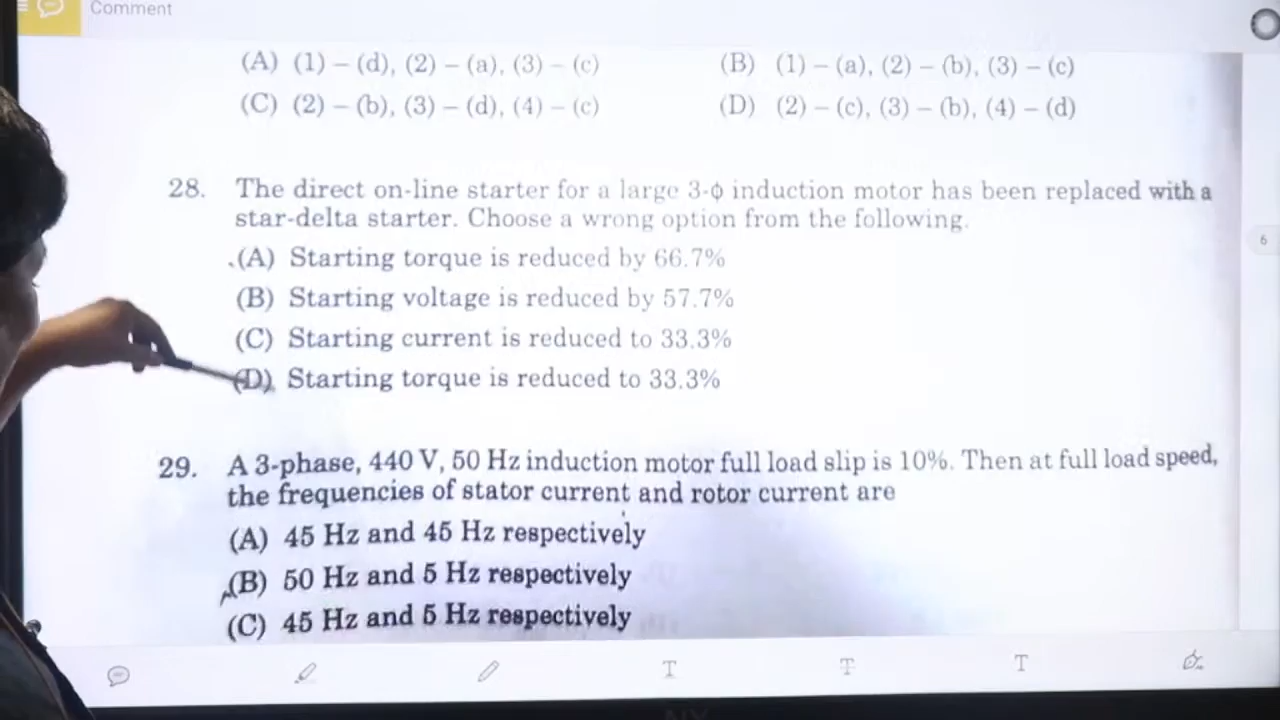 Comment
(A) (1) – (d), (2) – (a), (3) – (c)
(B) (1) – (a), (2) – (b), (3) – (c)
(C) (2) – (b), (3) – (d), (4) – (c)
(D) (2) – (c), (3) – (b), (4) – (d)
28. The direct on-line starter for a large 3-ϕ induction motor has been replaced with a
star-delta starter. Choose a wrong option from the following.
(A) Starting torque is reduced by 66.7%
(B) Starting voltage is reduced by 57.7%
(C) Starting current is reduced to 33.3%
(D) Starting torque is reduced to 33.3%
6
29. A 3-phase, 440 V, 50 Hz induction motor full load slip is 10%. Then at full load speed,
the frequencies of stator current and rotor current are
(A) 45 Hz and 45 Hz respectively
(B) 50 Hz and 5 Hz respectively
(C) 45 Hz and 5 Hz respectively
T
T
T